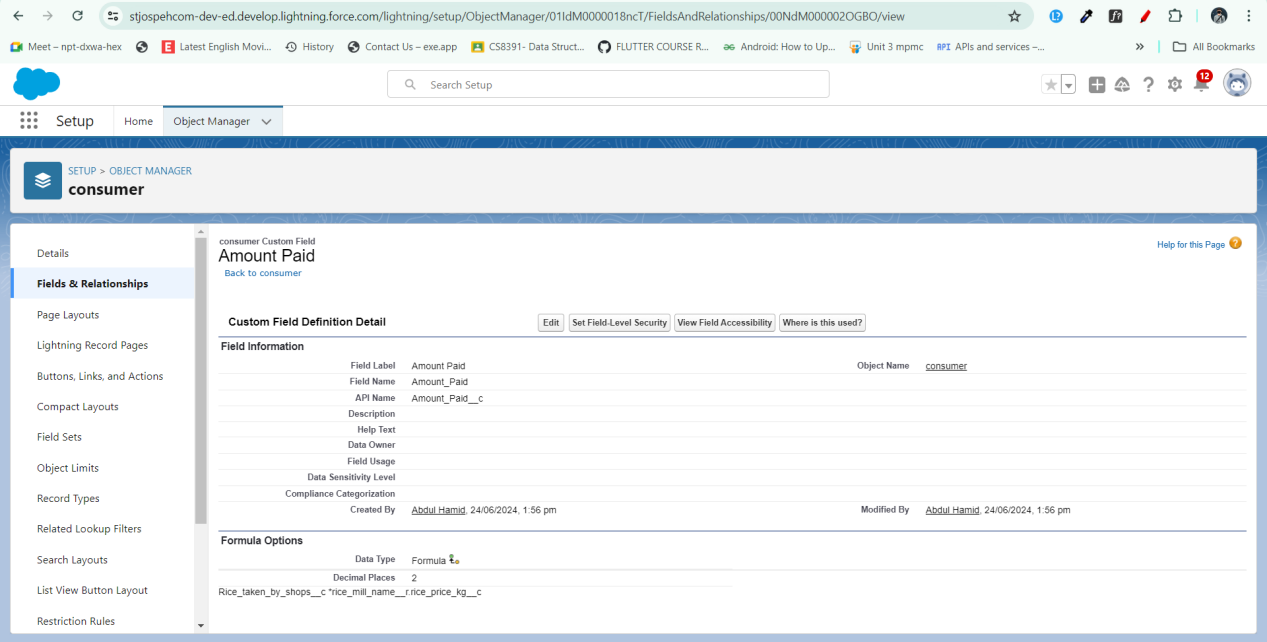 stjospehcom-dev-ed.develop.lightning.force.com/lightning/setup/ObjectManager/01IdM0000018ncT/FieldsAndRelationships/00NdM000002OGBO/view
Meet – npt-dxwa-hex
Latest English Movi...
History
Contact Us – exe.app
CS8391- Data Struct...
FLUTTER COURSE R...
Android: How to Up...
Unit 3 mpmc
API APIs and services –...
»
All Bookmarks
Search Setup
12
Setup
Home
Object Manager
SETUP > OBJECT MANAGER
consumer
Details
Fields & Relationships
Page Layouts
Lightning Record Pages
Buttons, Links, and Actions
Compact Layouts
Field Sets
Object Limits
Record Types
Related Lookup Filters
Search Layouts
List View Button Layout
Restriction Rules
consumer Custom Field
Amount Paid
Back to consumer
Help for this Page ?
Custom Field Definition Detail
Edit
Set Field-Level Security
View Field Accessibility
Where is this used?
Field Information
Field Label Amount Paid Object Name consumer
Field Name Amount_Paid
API Name Amount_Paid__c
Description
Help Text
Data Owner
Field Usage
Data Sensitivity Level
Compliance Categorization
Created By Abdul Hamid, 24/06/2024, 1:56 pm Modified By Abdul Hamid, 24/06/2024, 1:56 pm
Formula Options
Data Type Formula
Decimal Places 2
Rice_taken_by_shops__c *rice_mill_name__r.rice_price_kg__c